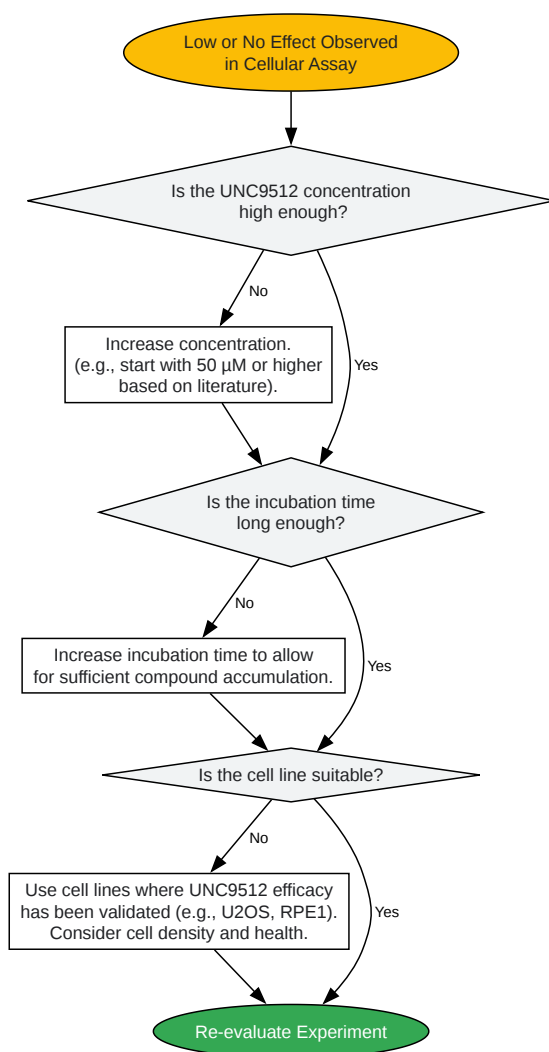 Low or No Effect Observed
in Cellular Assay
Is the UNC9512 concentration
high enough?
No
Increase concentration.
(e.g., start with 50 µM or higher
based on literature).
Yes
Is the incubation time
long enough?
No
Increase incubation time to allow
for sufficient compound accumulation.
Yes
Is the cell line suitable?
No
Use cell lines where UNC9512 efficacy
has been validated (e.g., U2OS, RPE1).
Consider cell density and health.
Yes
Re-evaluate Experiment